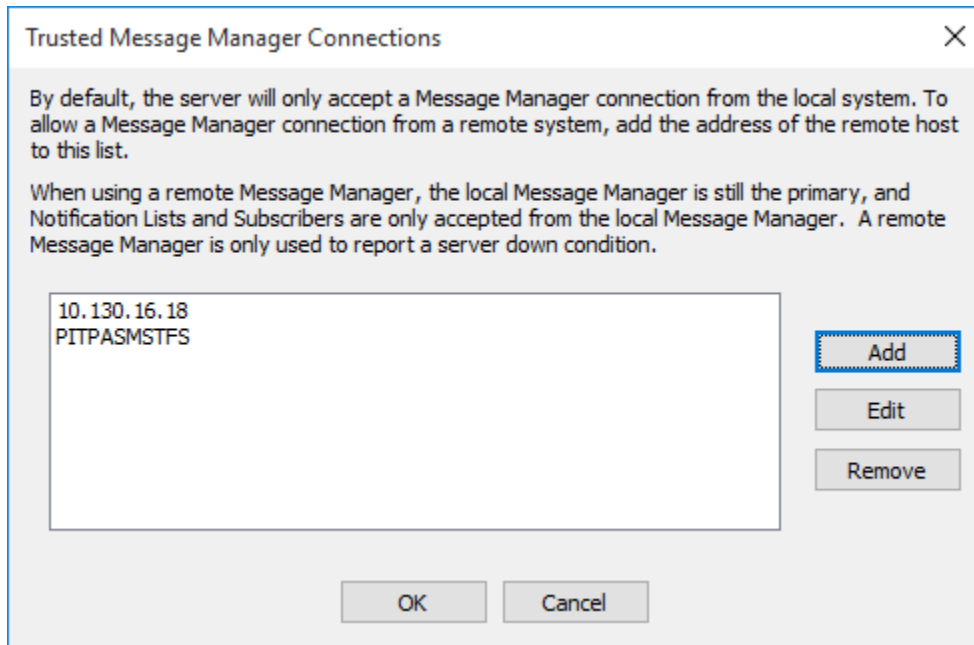 Trusted Message Manager Connections
By default, the server will only accept a Message Manager connection from the local system. To
allow a Message Manager connection from a remote system, add the address of the remote host
to this list.
When using a remote Message Manager, the local Message Manager is still the primary, and
Notification Lists and Subscribers are only accepted from the local Message Manager.  A remote
Message Manager is only used to report a server down condition.
10.130.16.18
PITPASMSTFS
Add
Edit
Remove
OK
Cancel